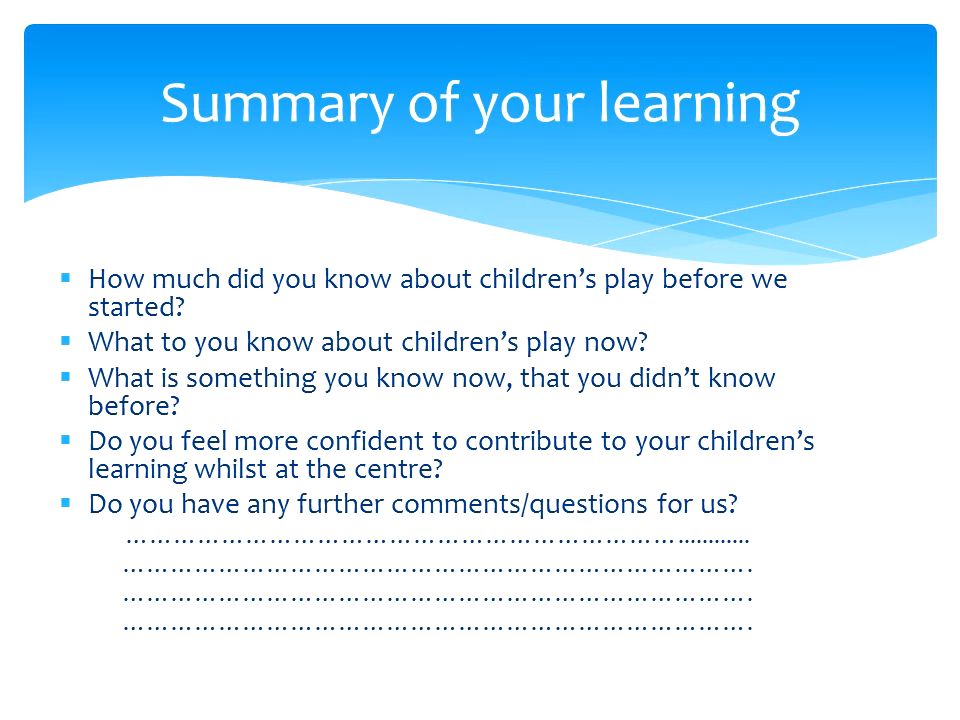 Summary of your learning
▪ How much did you know about children’s play before we
started?
▪ What to you know about children’s play now?
▪ What is something you know now, that you didn’t know
before?
▪ Do you feel more confident to contribute to your children’s
learning whilst at the centre?
▪ Do you have any further comments/questions for us?
……………………………………………………………............
…………………………………………………………………….
…………………………………………………………………….
…………………………………………………………………….